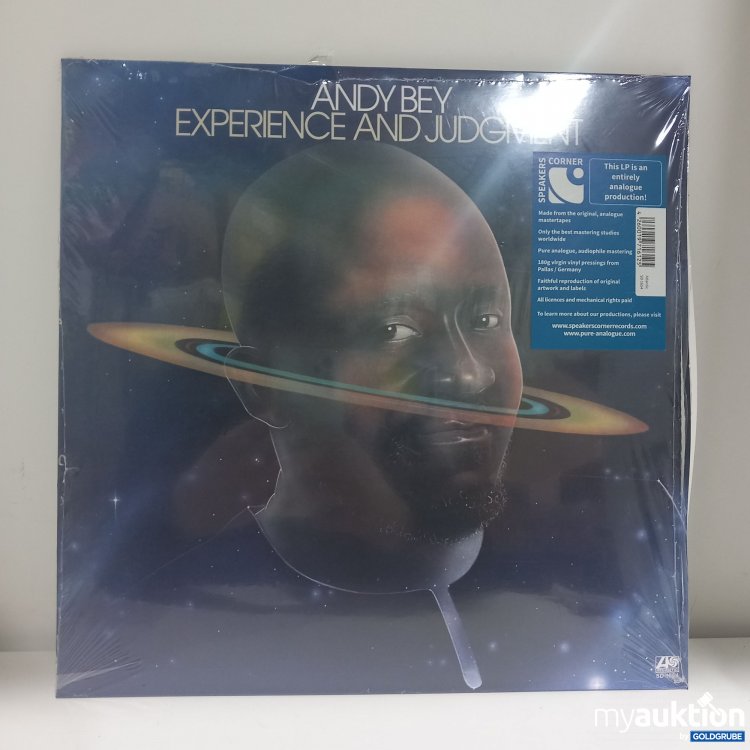 ANDY BEY
EXPERIENCE AND JUDGMENT
SPEAKERS
CORNER
This LP is an
entirely
analogue
production!
Made from the original, analogue
mastertapes
Only the best mastering studios
worldwide
Pure analogue, audiophile mastering
180g virgin vinyl pressings from
Pallas / Germany
Faithful reproduction of original
artwork and labels
All licences and mechanical rights paid
To learn more about our productions, please visit
www.speakerscornerrecords.com
www.pure-analogue.com
myauktion
by GOLDGRUBE